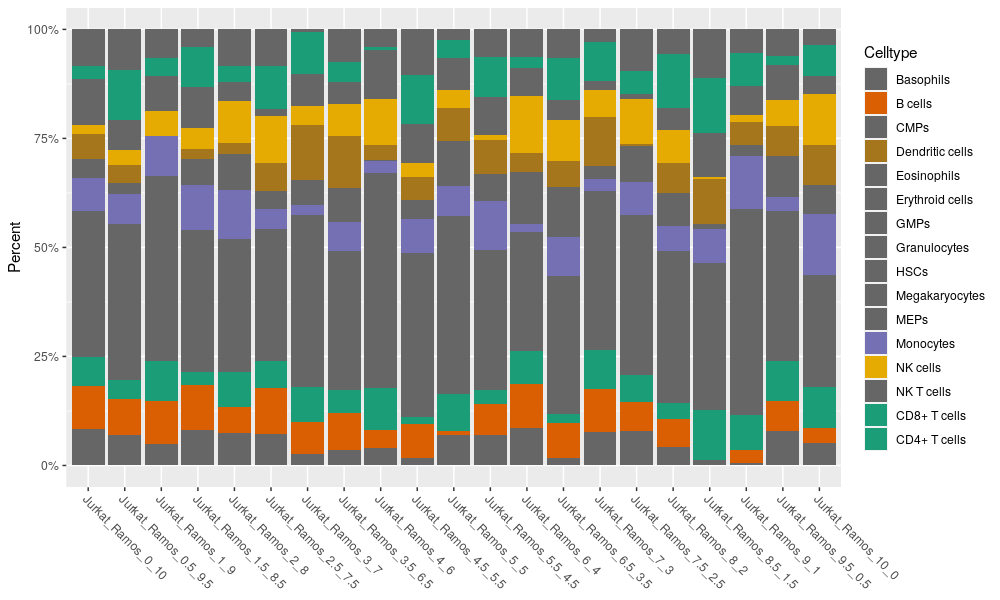 100%
75%
50%
25%
0%
Percent
Jurkat_Ramos_0_10
Jurkat_Ramos_0.5_9.5
Jurkat_Ramos_1_9
Jurkat_Ramos_1.5_8.5
Jurkat_Ramos_2_8
Jurkat_Ramos_2.5_7.5
Jurkat_Ramos_3_7
Jurkat_Ramos_3.5_6.5
Jurkat_Ramos_4_6
Jurkat_Ramos_4.5_5.5
Jurkat_Ramos_5_5
Jurkat_Ramos_5.5_4.5
Jurkat_Ramos_6_4
Jurkat_Ramos_6.5_3.5
Jurkat_Ramos_7_3
Jurkat_Ramos_7.5_2.5
Jurkat_Ramos_8_2
Jurkat_Ramos_8.5_1.5
Jurkat_Ramos_9_1
Jurkat_Ramos_9.5_0.5
Jurkat_Ramos_10_0
Celltype
Basophils
B cells
CMPs
Dendritic cells
Eosinophils
Erythroid cells
GMPs
Granulocytes
HSCs
Megakaryocytes
MEPs
Monocytes
NK cells
NK T cells
CD8+ T cells
CD4+ T cells